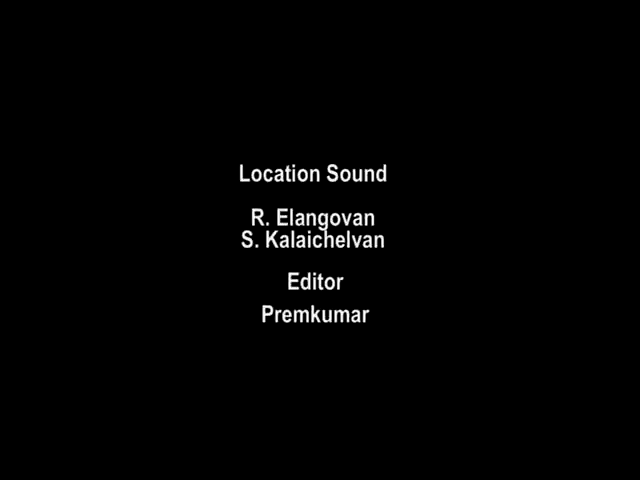 Location Sound
R. Elangovan
S. Kalaichelvan
Editor
Premkumar